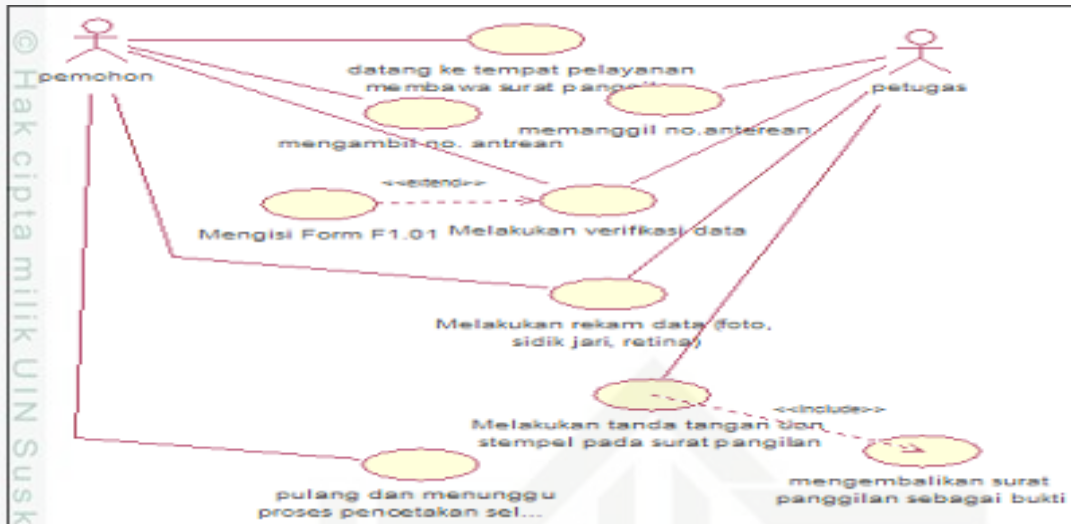 © Hak cipta milik UIN Susk
pemohon
petugas
datang ke tempat pelayanan
membawa surat
mengambil no. antrean
memanggil no.anterean
<<extend>>
Mengisi Form F1.01
Melakukan verifikasi data
Melakukan rekam data (foto,
sidik jari, retina)
Melakukan tanda tangan dan
stempel pada surat pangilan
<<include>>
mengembalikan surat
panggilan sebagai bukti
pulang dan menunggu
proses pencetakan sel...